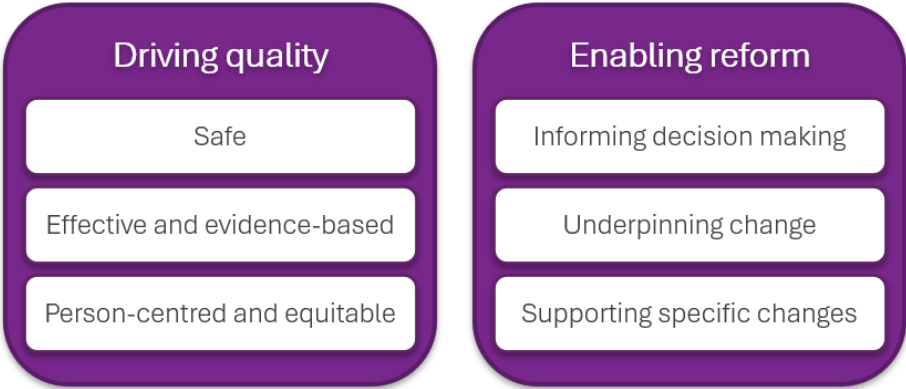 Driving quality
Safe
Effective and evidence-based
Person-centred and equitable
Enabling reform
Informing decision making
Underpinning change
Supporting specific changes